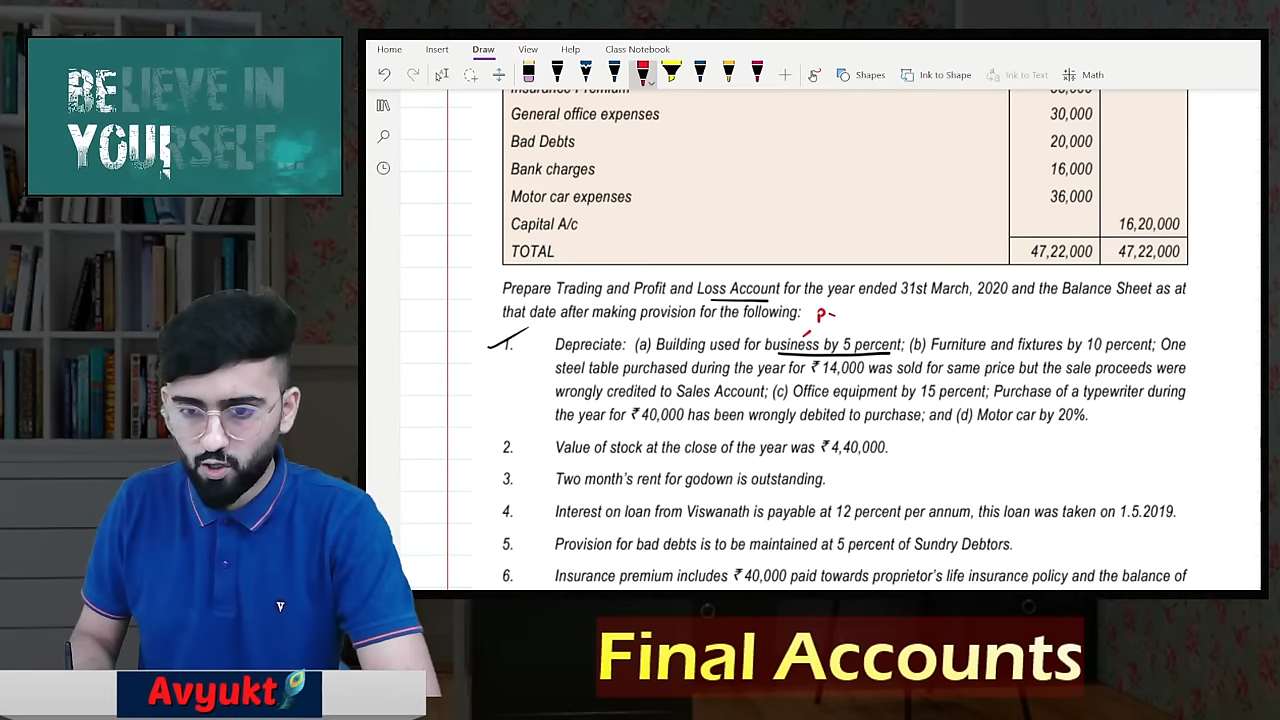 BELIEVE IN
YOURSELF...
Home Insert Draw View Help Class Notebook
Shapes Ink to Shape Ink to Text Math
Insurance Premium
General office expenses 30,000
Bad Debts 20,000
Bank charges 16,000
Motor car expenses 36,000
Capital A/c 16,20,000
TOTAL 47,22,000 47,22,000
Prepare Trading and Profit and Loss Account for the year ended 31st March, 2020 and the Balance Sheet as at
that date after making provision for the following:
P-
1. Depreciate: (a) Building used for business by 5 percent; (b) Furniture and fixtures by 10 percent; One
steel table purchased during the year for ₹ 14,000 was sold for same price but the sale proceeds were
wrongly credited to Sales Account; (c) Office equipment by 15 percent; Purchase of a typewriter during
the year for ₹ 40,000 has been wrongly debited to purchase; and (d) Motor car by 20%.
2. Value of stock at the close of the year was ₹ 4,40,000.
3. Two month's rent for godown is outstanding.
4. Interest on loan from Viswanath is payable at 12 percent per annum, this loan was taken on 1.5.2019.
5. Provision for bad debts is to be maintained at 5 percent of Sundry Debtors.
6. Insurance premium includes ₹ 40,000 paid towards proprietor's life insurance policy and the balance of
Final Accounts
Avyukt